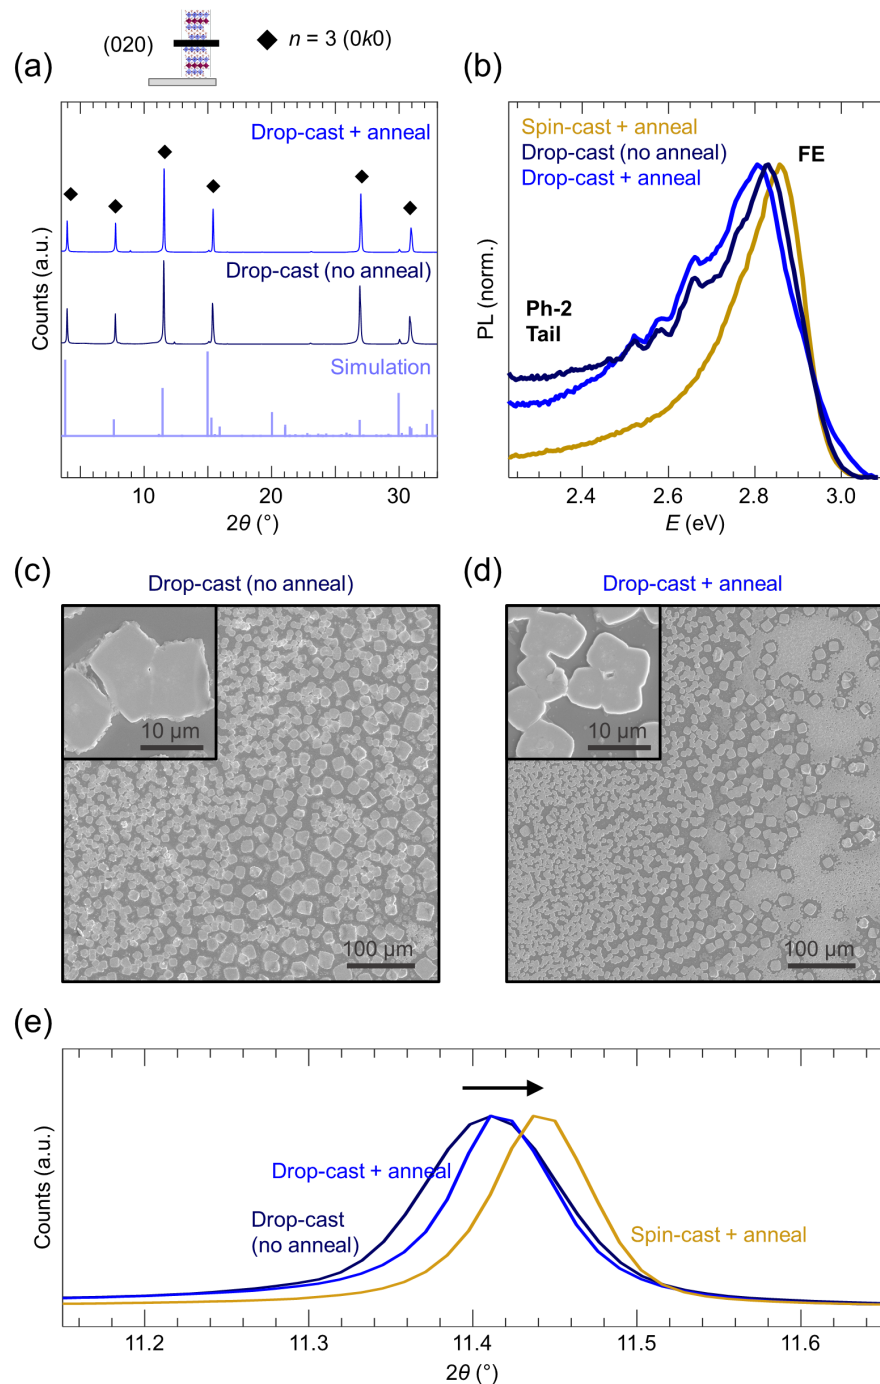 (020)
n = 3 (0k0)
(a)
Drop-cast + anneal
Drop-cast (no anneal)
Simulation
Counts (a.u.)
10
20
30
2θ (°)
(b)
Spin-cast + anneal
Drop-cast (no anneal)
Drop-cast + anneal
FE
Ph-2
Tail
PL (norm.)
2.4
2.6
2.8
3.0
E (eV)
(c)
Drop-cast (no anneal)
10 µm
100 µm
(d)
Drop-cast + anneal
10 µm
100 µm
(e)
Counts (a.u.)
Drop-cast + anneal
Drop-cast
(no anneal)
Spin-cast + anneal
11.2
11.3
11.4
11.5
11.6
2θ (°)